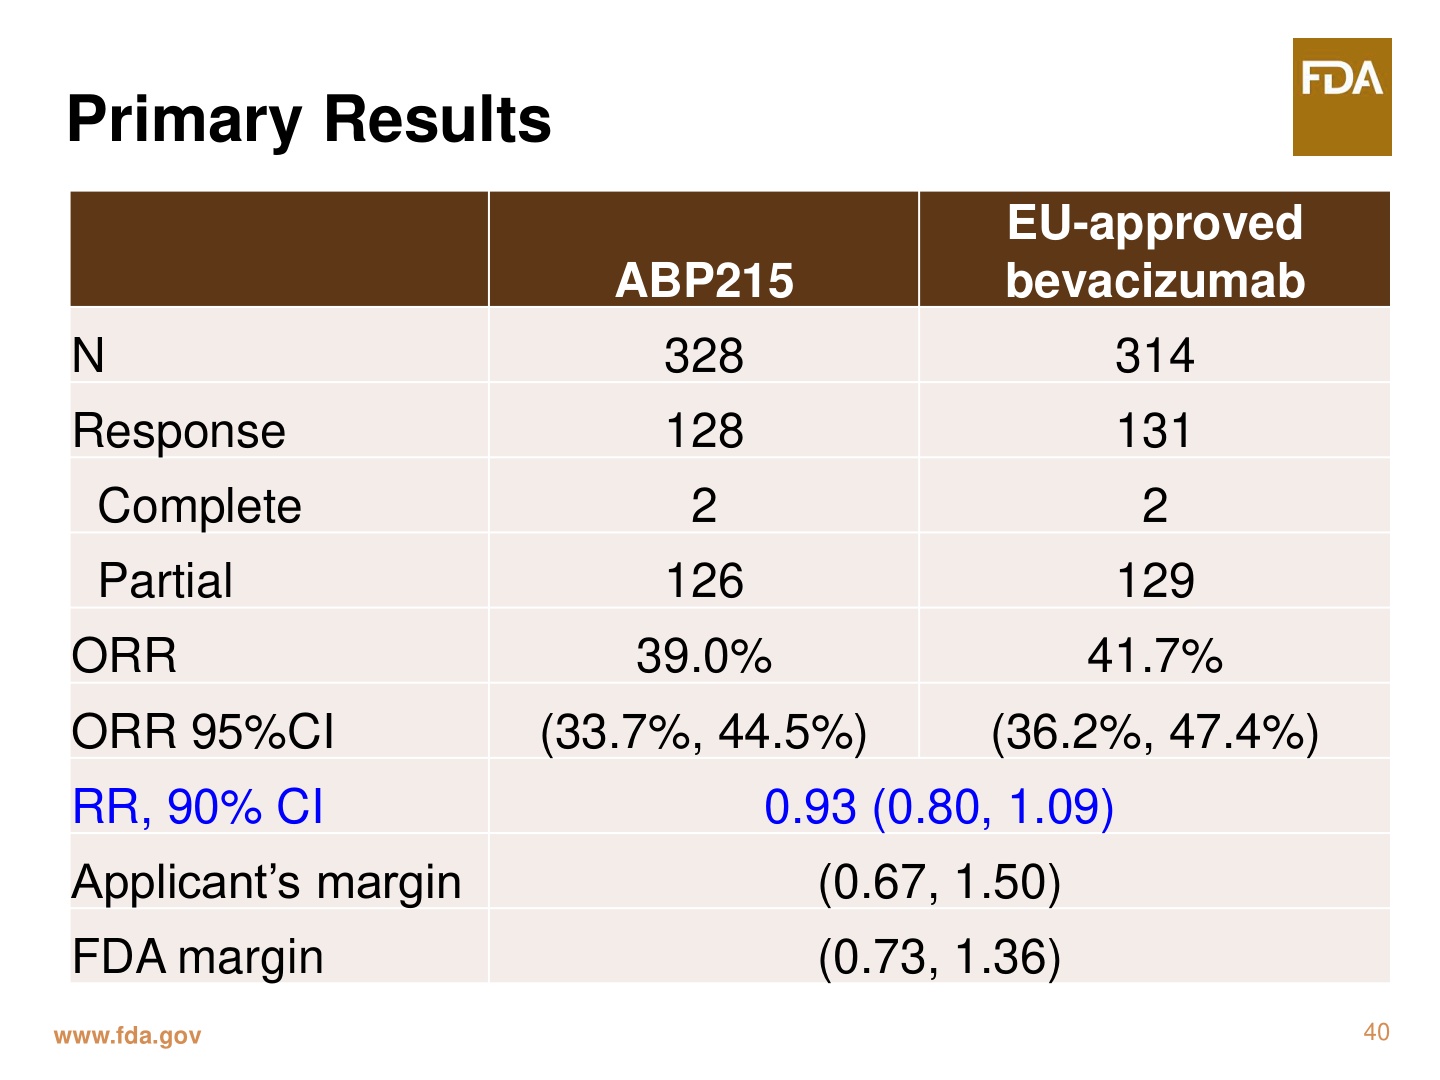 FDA
Primary Results
ABP215
EU-approved
bevacizumab
N 328 314
Response 128 131
Complete 2 2
Partial 126 129
ORR 39.0% 41.7%
ORR 95%CI (33.7%, 44.5%) (36.2%, 47.4%)
RR, 90% CI 0.93 (0.80, 1.09)
Applicant’s margin (0.67, 1.50)
FDA margin (0.73, 1.36)
www.fda.gov
40